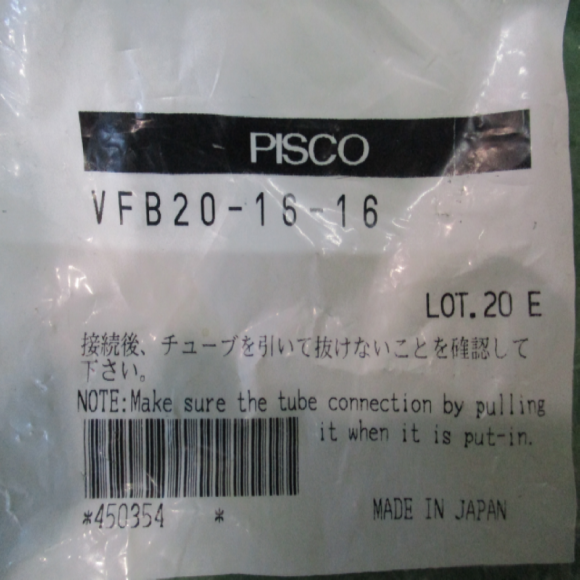 PISCO
VFB20-16-16
LOT.20 E
接続後、チューブを引いて抜けないことを確認して
下さい。
NOTE:Make sure the tube connection by pulling
it when it is put-in.
*450354 *
MADE IN JAPAN